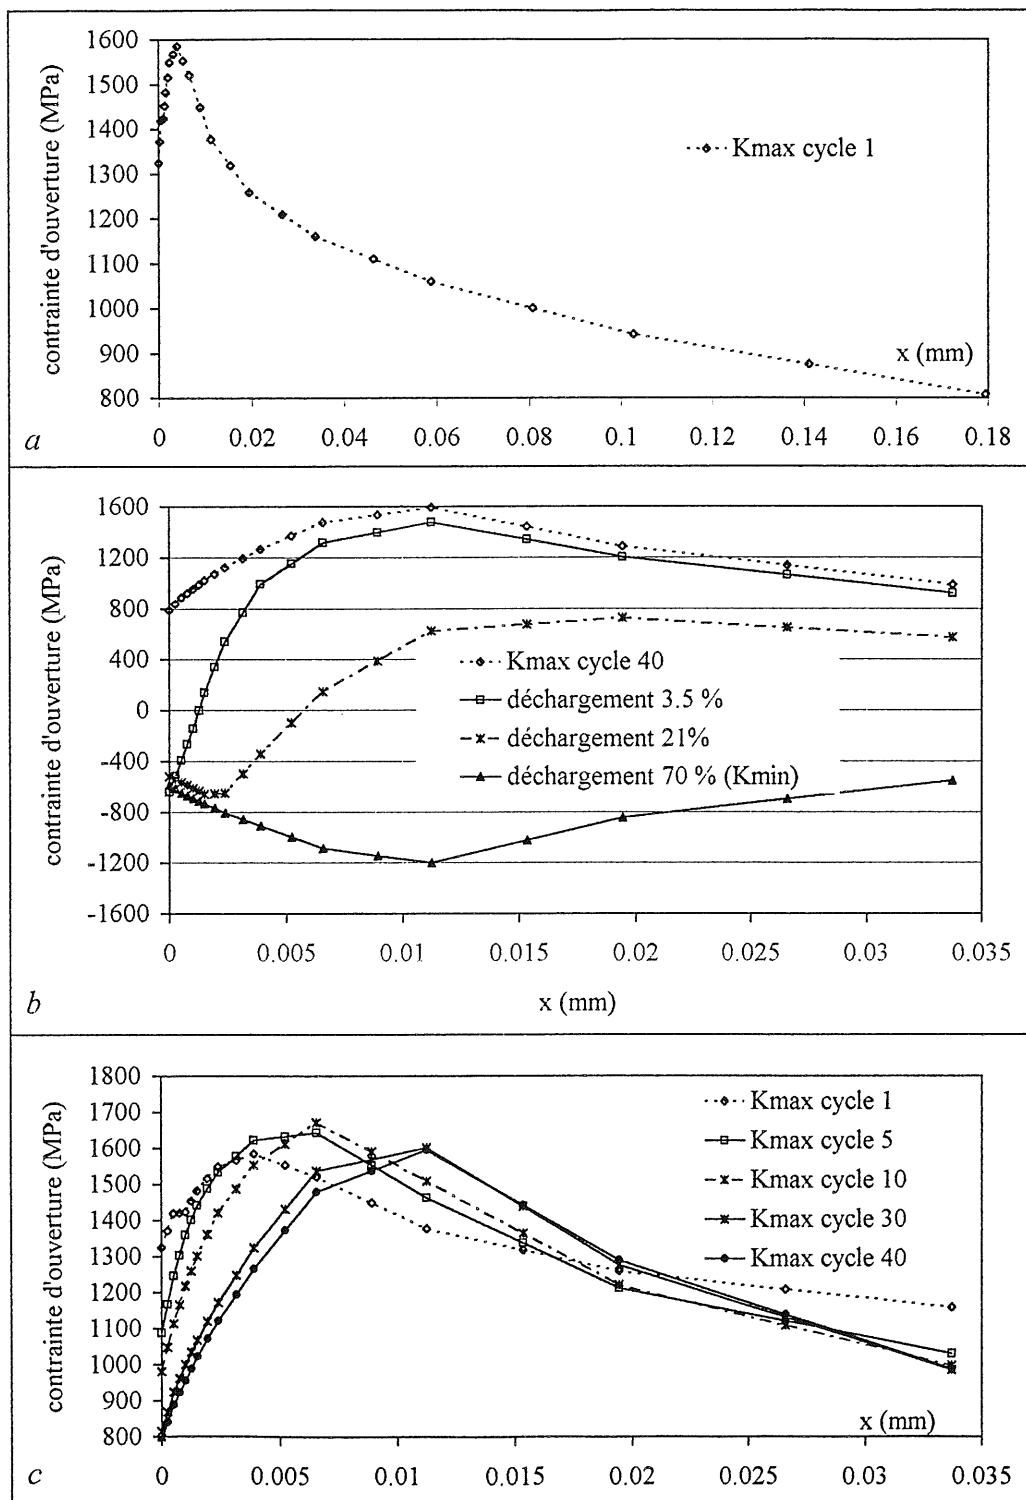 1600
1500
1400
1300
1200
1100
1000
900
800
contrainte d'ouverture (MPa)
Kmax cycle 1
x (mm)
0 0.02 0.04 0.06 0.08 0.1 0.12 0.14 0.16 0.18
a
1600
1200
800
400
0
-400
-800
-1200
-1600
contrainte d'ouverture (MPa)
Kmax cycle 40
déchargement 3.5 %
déchargement 21%
déchargement 70 % (Kmin)
0 0.005 0.01 0.015 0.02 0.025 0.03 0.035
x (mm)
b
1800
1700
1600
1500
1400
1300
1200
1100
1000
900
800
contrainte d'ouverture (MPa)
Kmax cycle 1
Kmax cycle 5
Kmax cycle 10
Kmax cycle 30
Kmax cycle 40
x (mm)
0 0.005 0.01 0.015 0.02 0.025 0.03 0.035
c